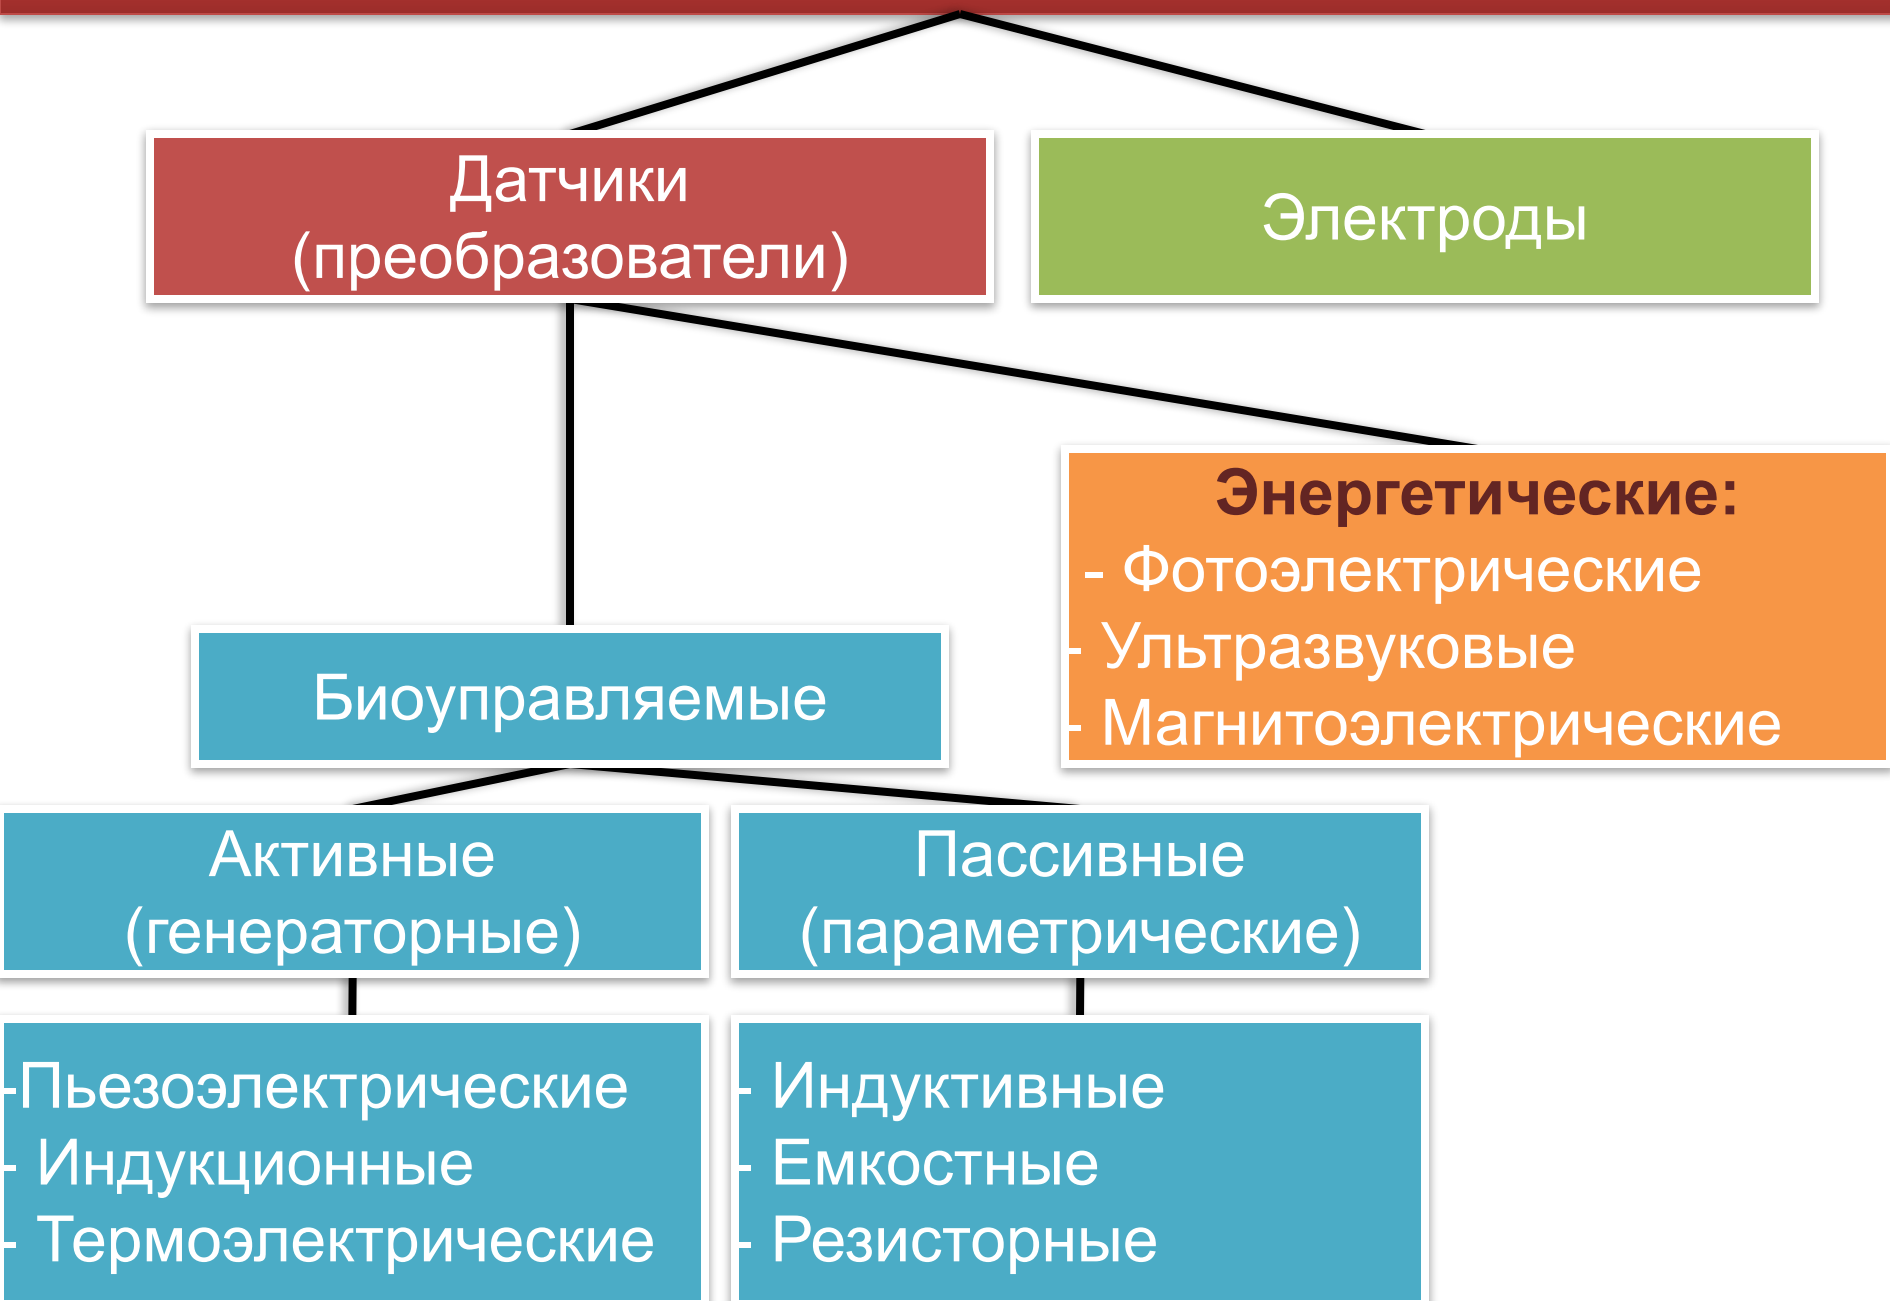 Датчики
(преобразователи)
Электроды
Энергетические:
- Фотоэлектрические
- Ультразвуковые
- Магнитоэлектрические
Биоуправляемые
Активные
(генераторные)
Пассивные
(параметрические)
-Пьезоэлектрические
- Индукционные
- Термоэлектрические
- Индуктивные
- Емкостные
- Резисторные